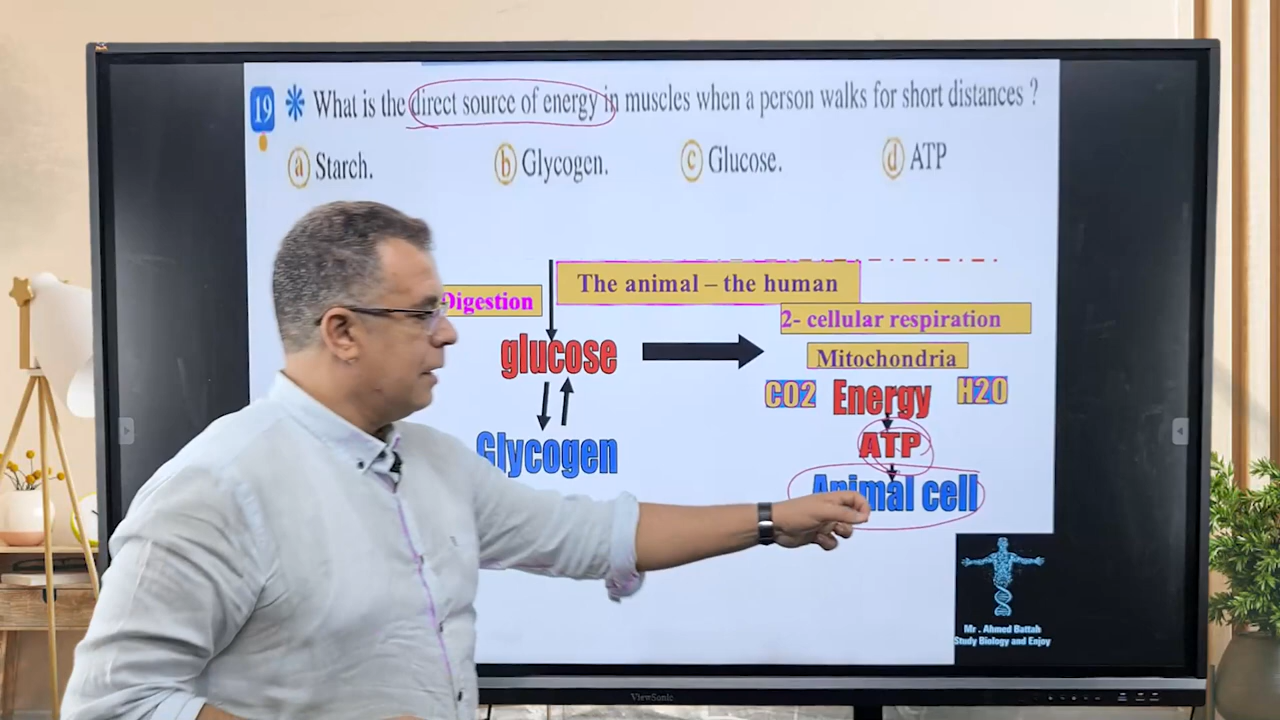 19 What is the direct source of energy in muscles when a person walks for short distances ?
a Starch. b Glycogen. c Glucose. d ATP
The animal – the human
Digestion
2- cellular respiration
glucose
Mitochondria
CO2 Energy H2O
ATP
Glycogen
Animal cell
Mr . Ahmed Battah
Study Biology and Enjoy
ViewSonic